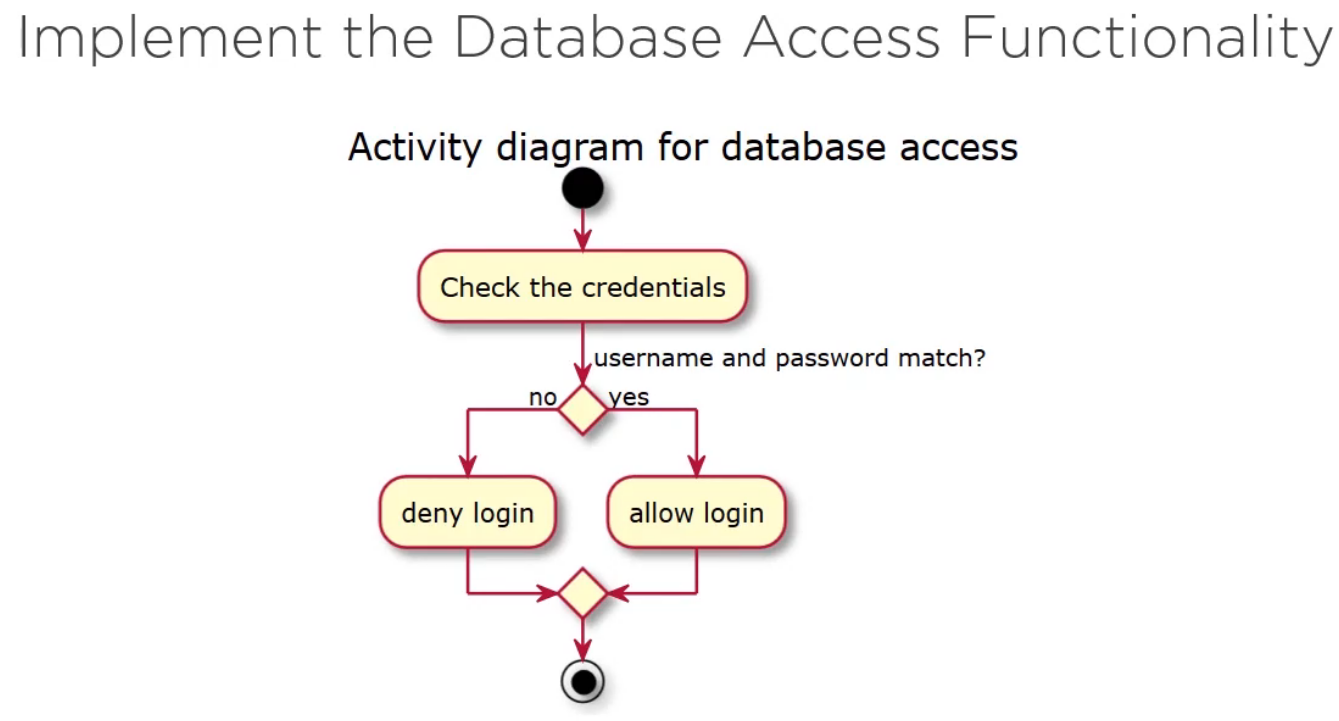 Implement the Database Access Functionality
Activity diagram for database access
Check the credentials
username and password match?
no
yes
deny login
allow login